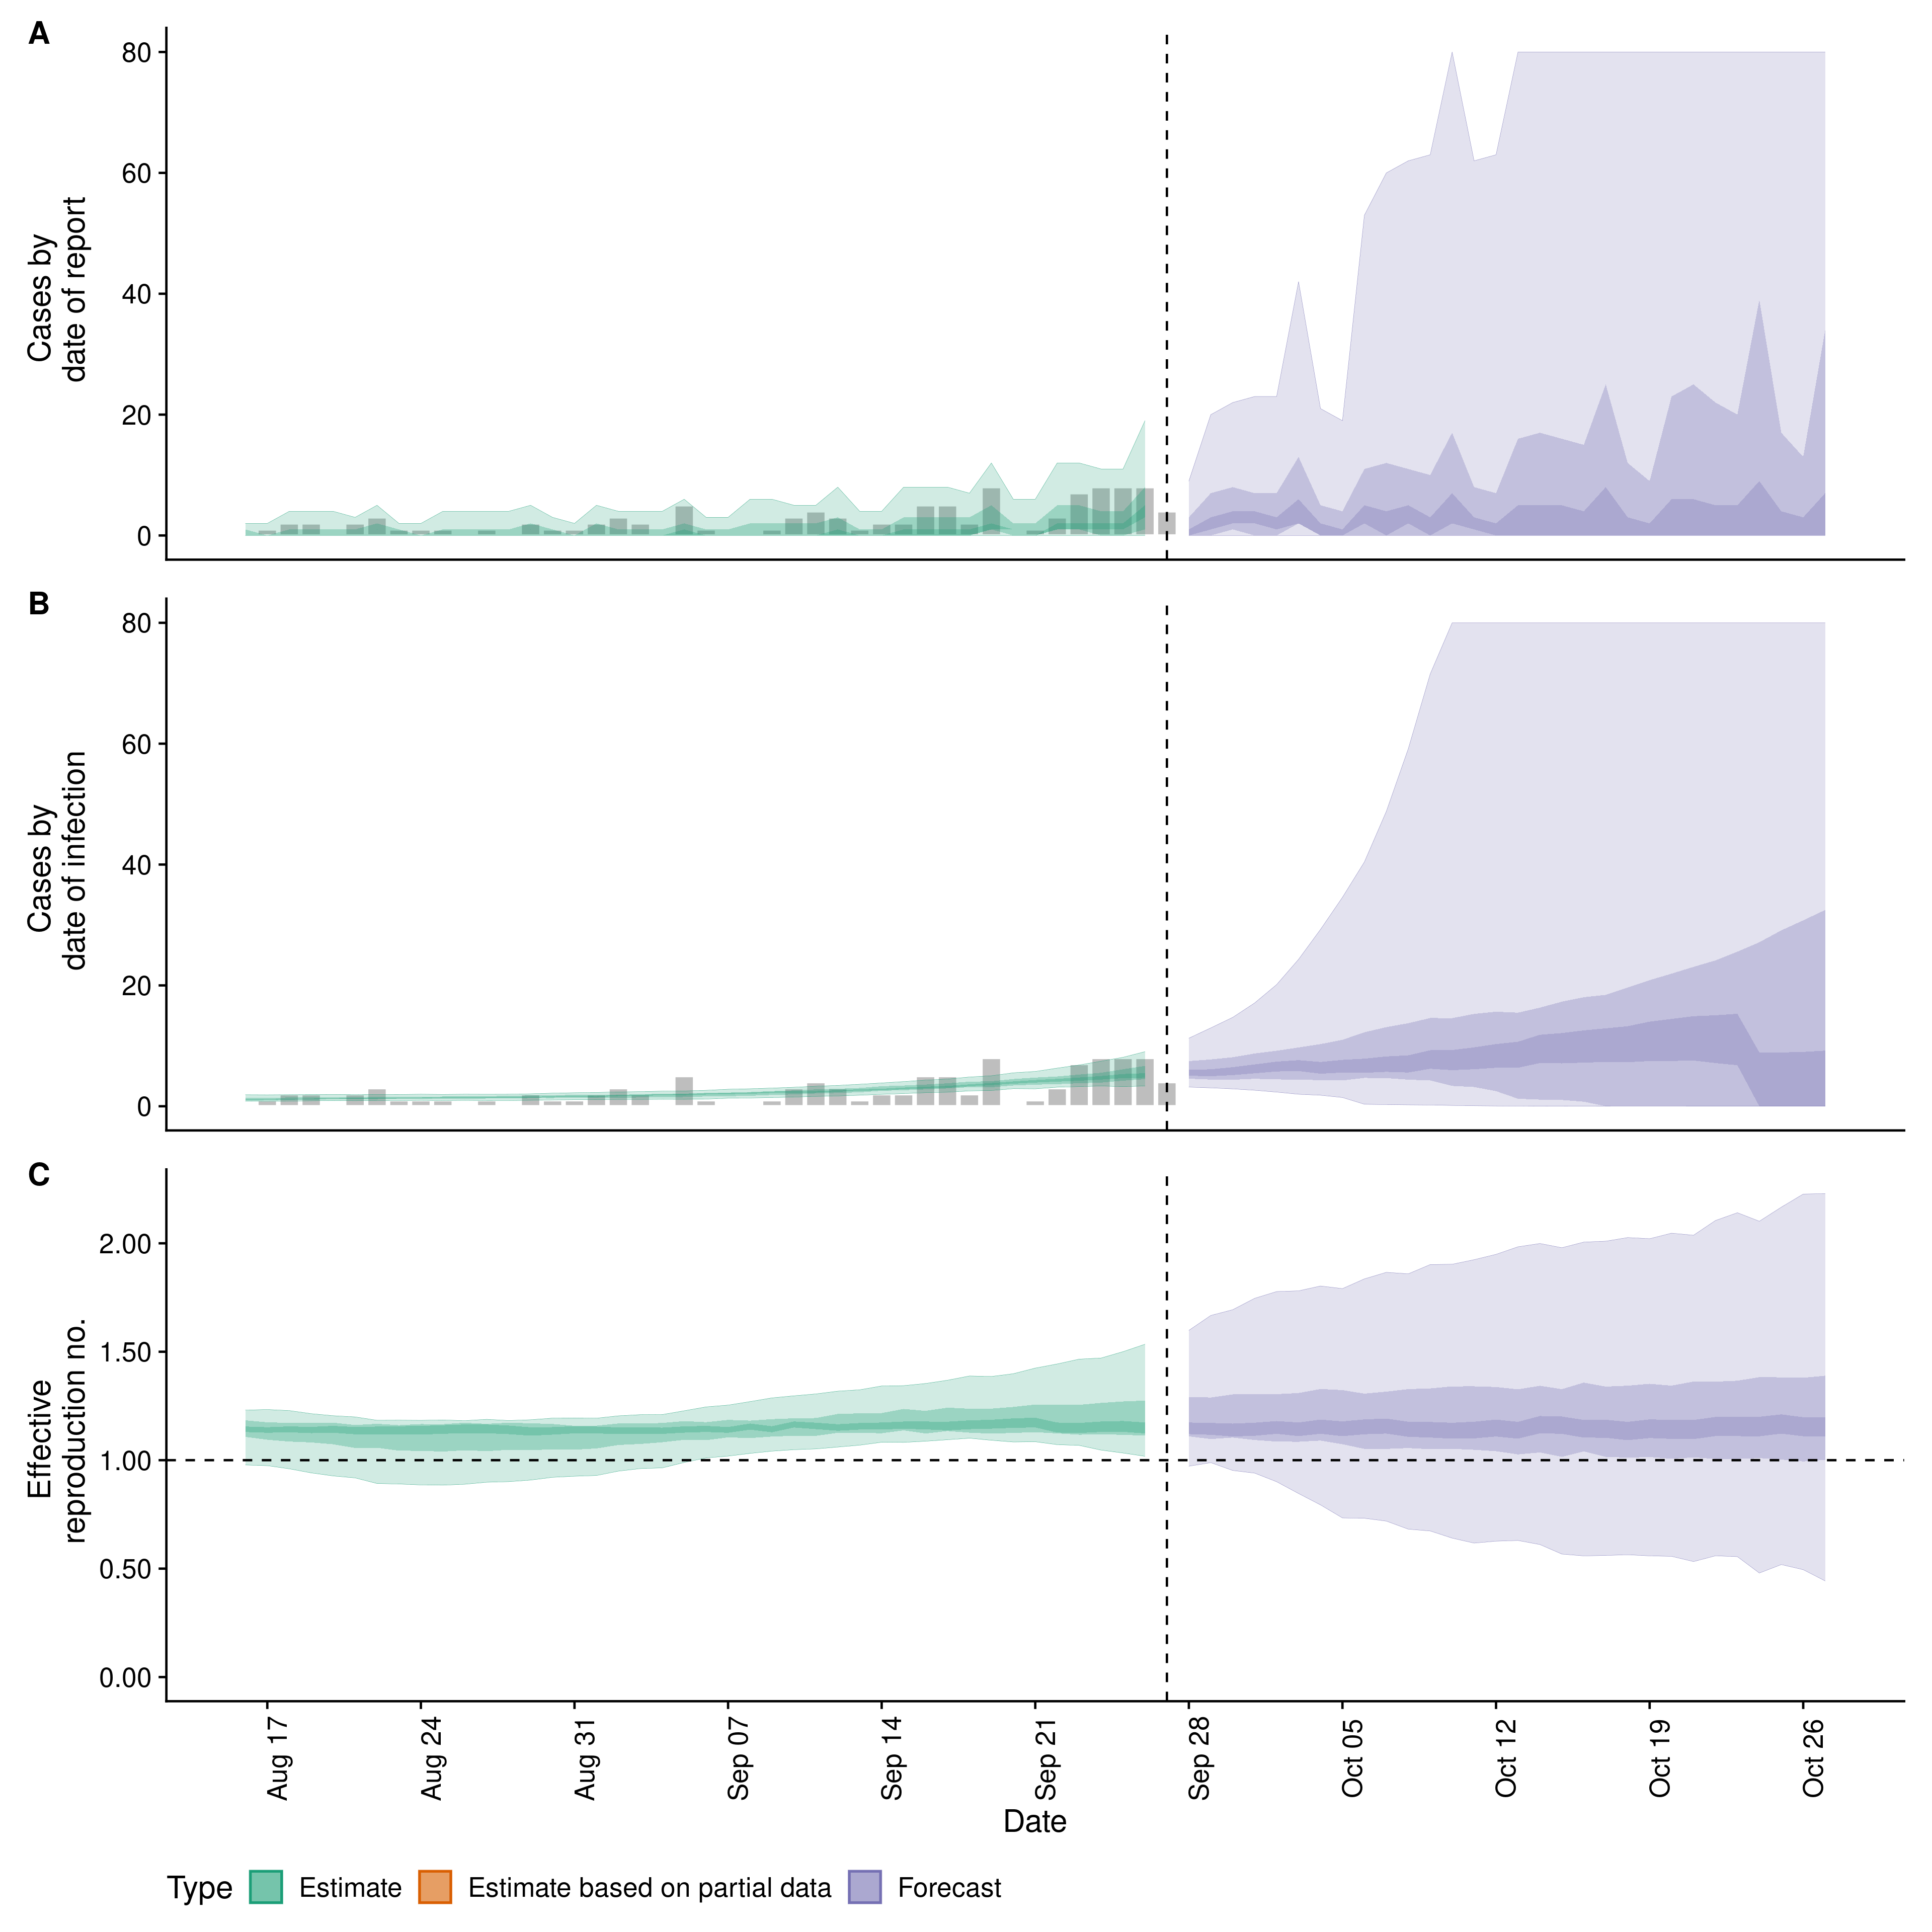 A
80
60
40
20
0
Cases by
date of report
B
80
60
40
20
0
Cases by
date of infection
C
2.00
1.50
1.00
0.50
0.00
Effective
reproduction no.
Aug 17
Aug 24
Aug 31
Sep 07
Sep 14
Sep 21
Sep 28
Oct 05
Oct 12
Oct 19
Oct 26
Date
Type Estimate Estimate based on partial data Forecast